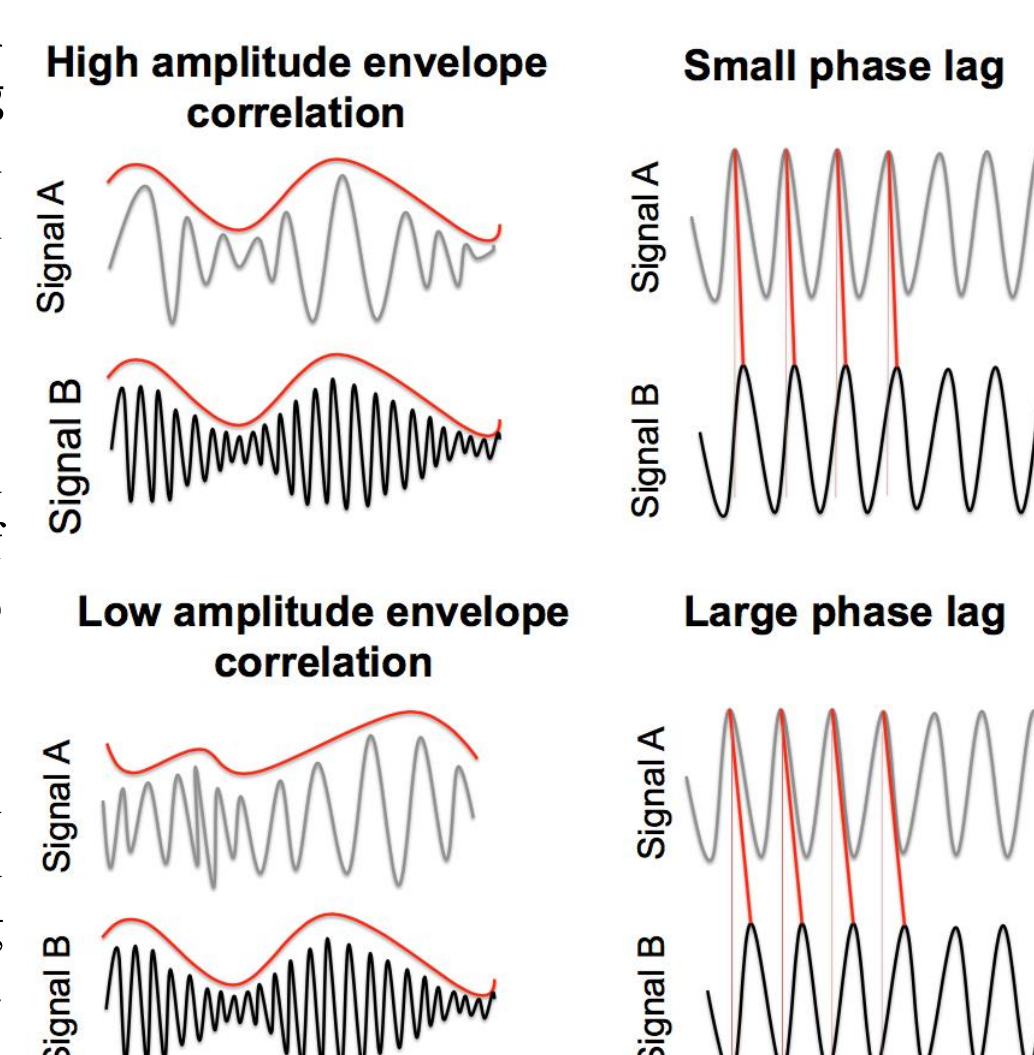 High amplitude envelope
correlation
Signal A
Signal B
Small phase lag
Signal A
Signal B
Low amplitude envelope
correlation
Signal A
Signal B
Large phase lag
Signal A
Signal B